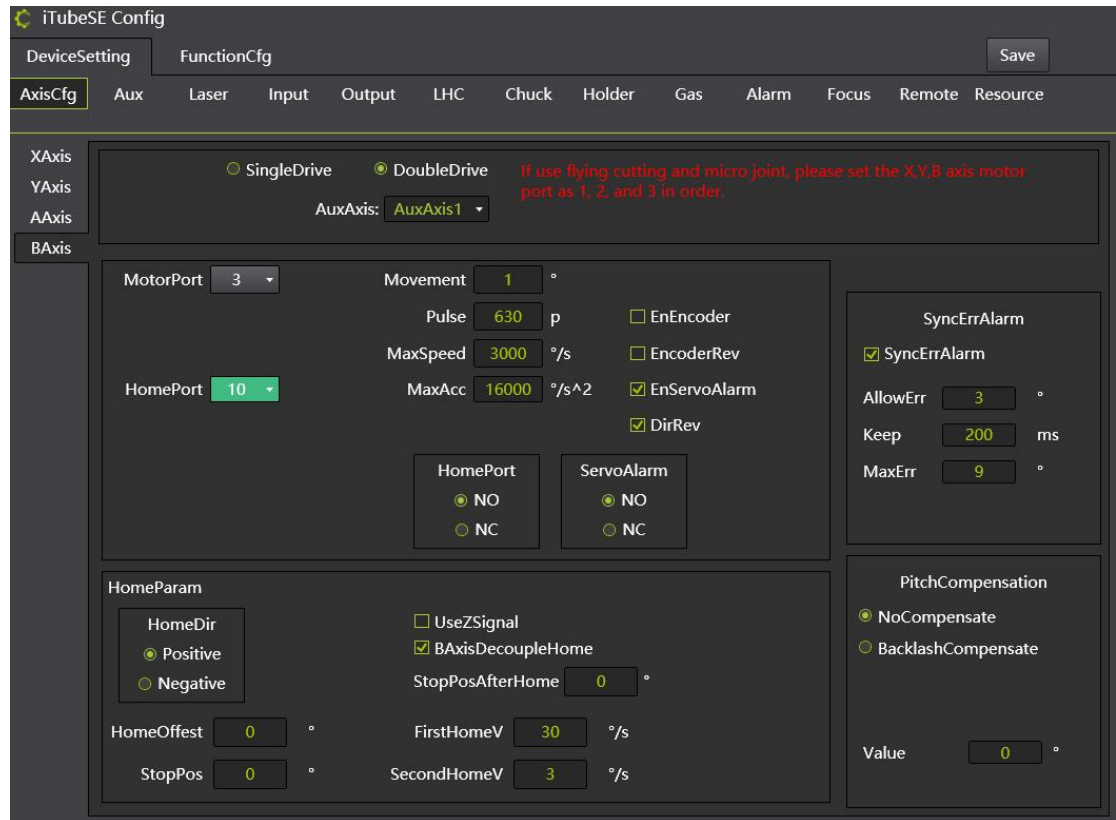 iTubeSE Config
DeviceSetting FunctionCfg Save
AxisCfg Aux Laser Input Output LHC Chuck Holder Gas Alarm Focus Remote Resource
XAxis
YAxis
AAxis
BAxis
SingleDrive DoubleDrive
AuxAxis: AuxAxis1
If use flying cutting and micro joint, please set the X,Y,B axis motor
port as 1, 2, and 3 in order.
MotorPort 3
HomePort 10
Movement 1 °
Pulse 630 p
MaxSpeed 3000 °/s
MaxAcc 16000 °/s^2
EnEncoder
EncoderRev
EnServoAlarm
DirRev
HomePort
NO
NC
ServoAlarm
NO
NC
SyncErrAlarm
SyncErrAlarm
AllowErr 3 °
Keep 200 ms
MaxErr 9 °
HomeParam
HomeDir
Positive
Negative
HomeOffest 0 °
StopPos 0 °
UseZSignal
BAxisDecoupleHome
StopPosAfterHome 0 °
FirstHomeV 30 °/s
SecondHomeV 3 °/s
PitchCompensation
NoCompensate
BacklashCompensate
Value 0 °